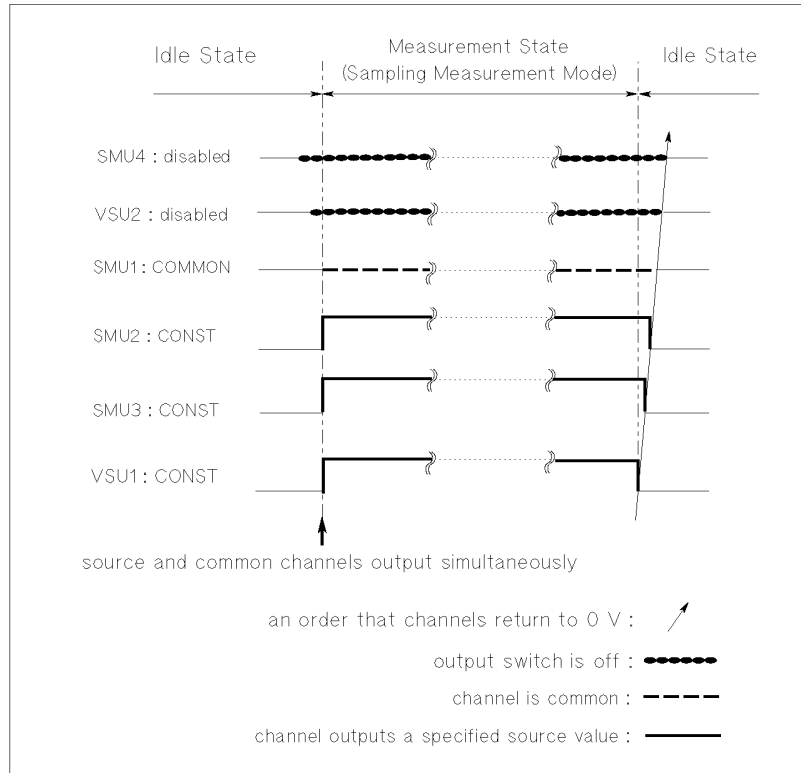 Idle State
Measurement State
(Sampling Measurement Mode)
Idle State
SMU4 : disabled
VSU2 : disabled
SMU1 : COMMON
SMU2 : CONST
SMU3 : CONST
VSU1 : CONST
source and common channels output simultaneously
an order that channels return to 0 V :
output switch is off :
channel is common :
channel outputs a specified source value :